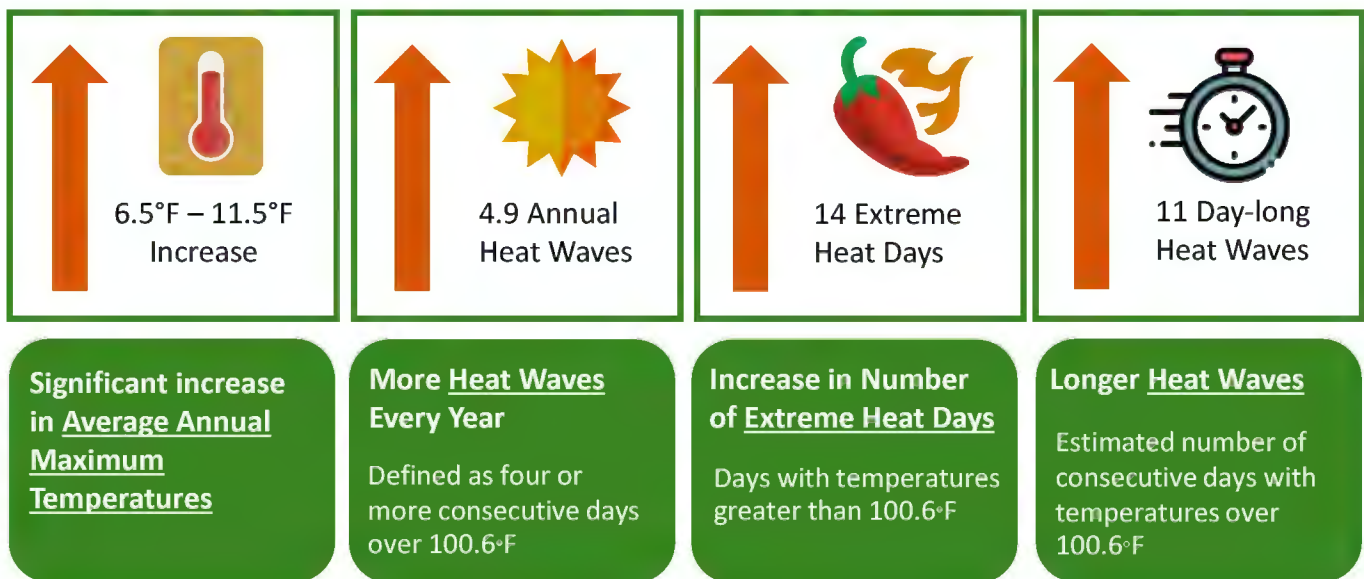 6.5°F – 11.5°F
Increase
4.9 Annual
Heat Waves
14 Extreme
Heat Days
11 Day-long
Heat Waves
Significant increase
in Average Annual
Maximum
Temperatures
More Heat Waves
Every Year
Defined as four or
more consecutive days
over 100.6◦F
Increase in Number
of Extreme Heat Days
Days with temperatures
greater than 100.6◦F
Longer Heat Waves
Estimated number of
consecutive days with
temperatures over
100.6◦F